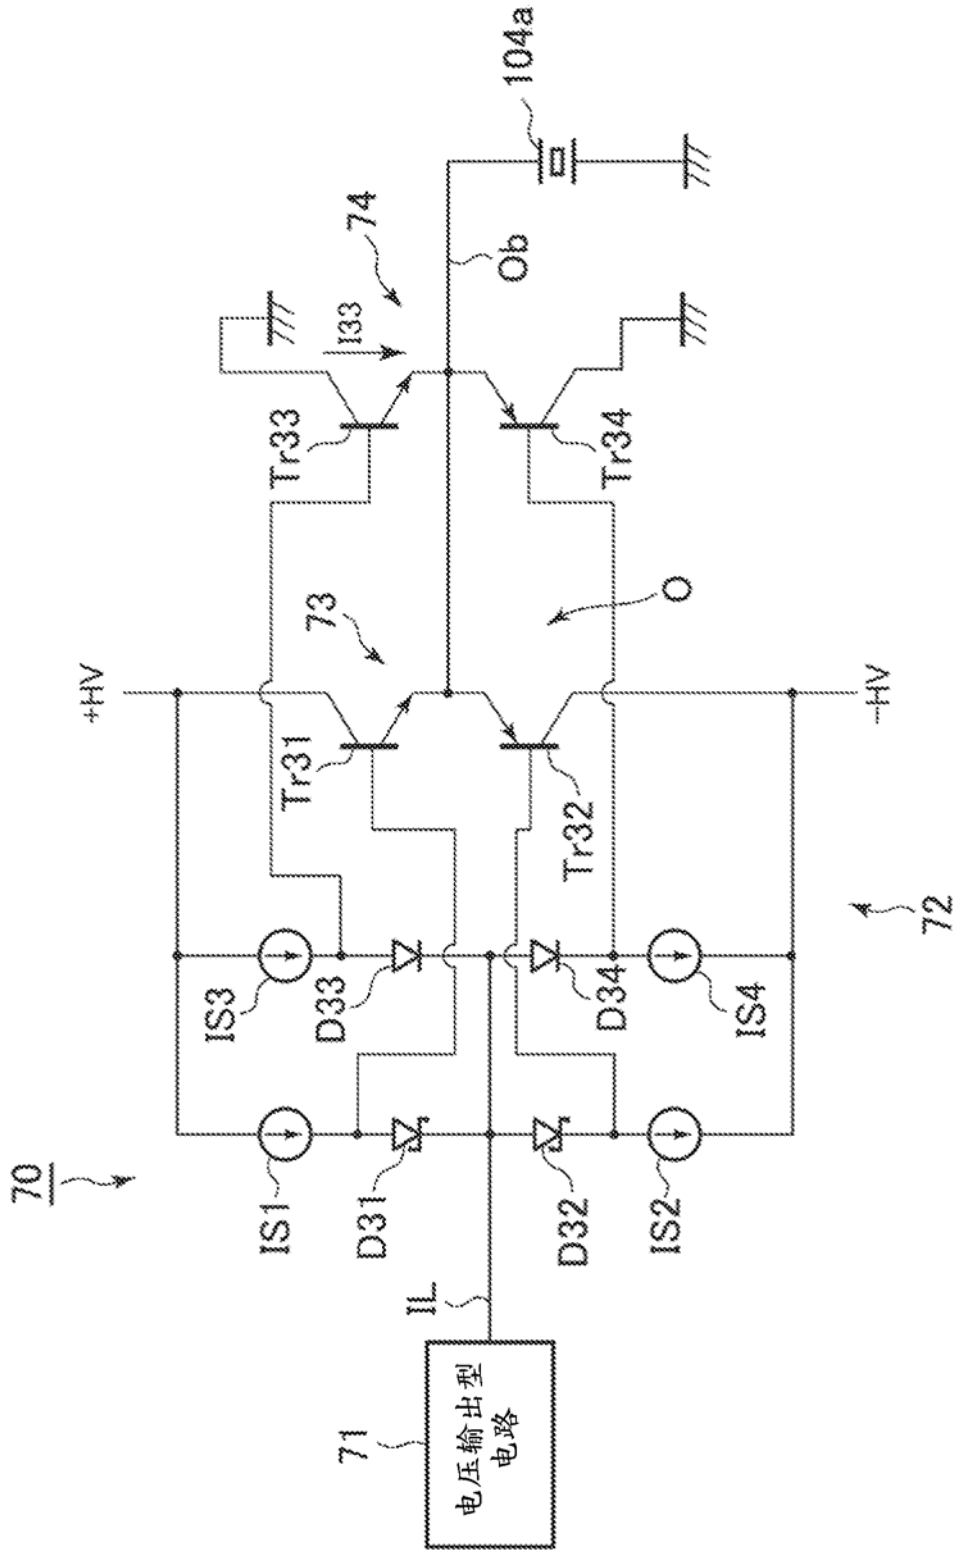 70
+HV
IS1
IS3
D31
D33
Tr31
73
Tr33
I33
74
104a
71
电压输出型
电路
IL
Ob
O
D32
D34
Tr32
Tr34
IS2
IS4
-HV
72